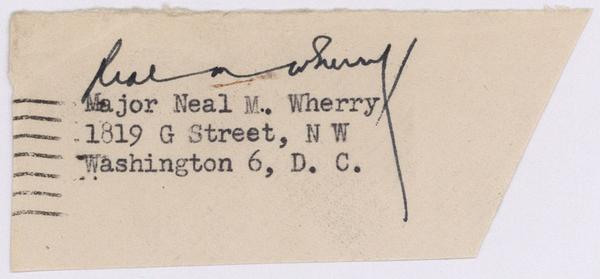 Neal M Wherry
Major Neal M. Wherry
1819 G Street, N W
Washington 6, D. C.